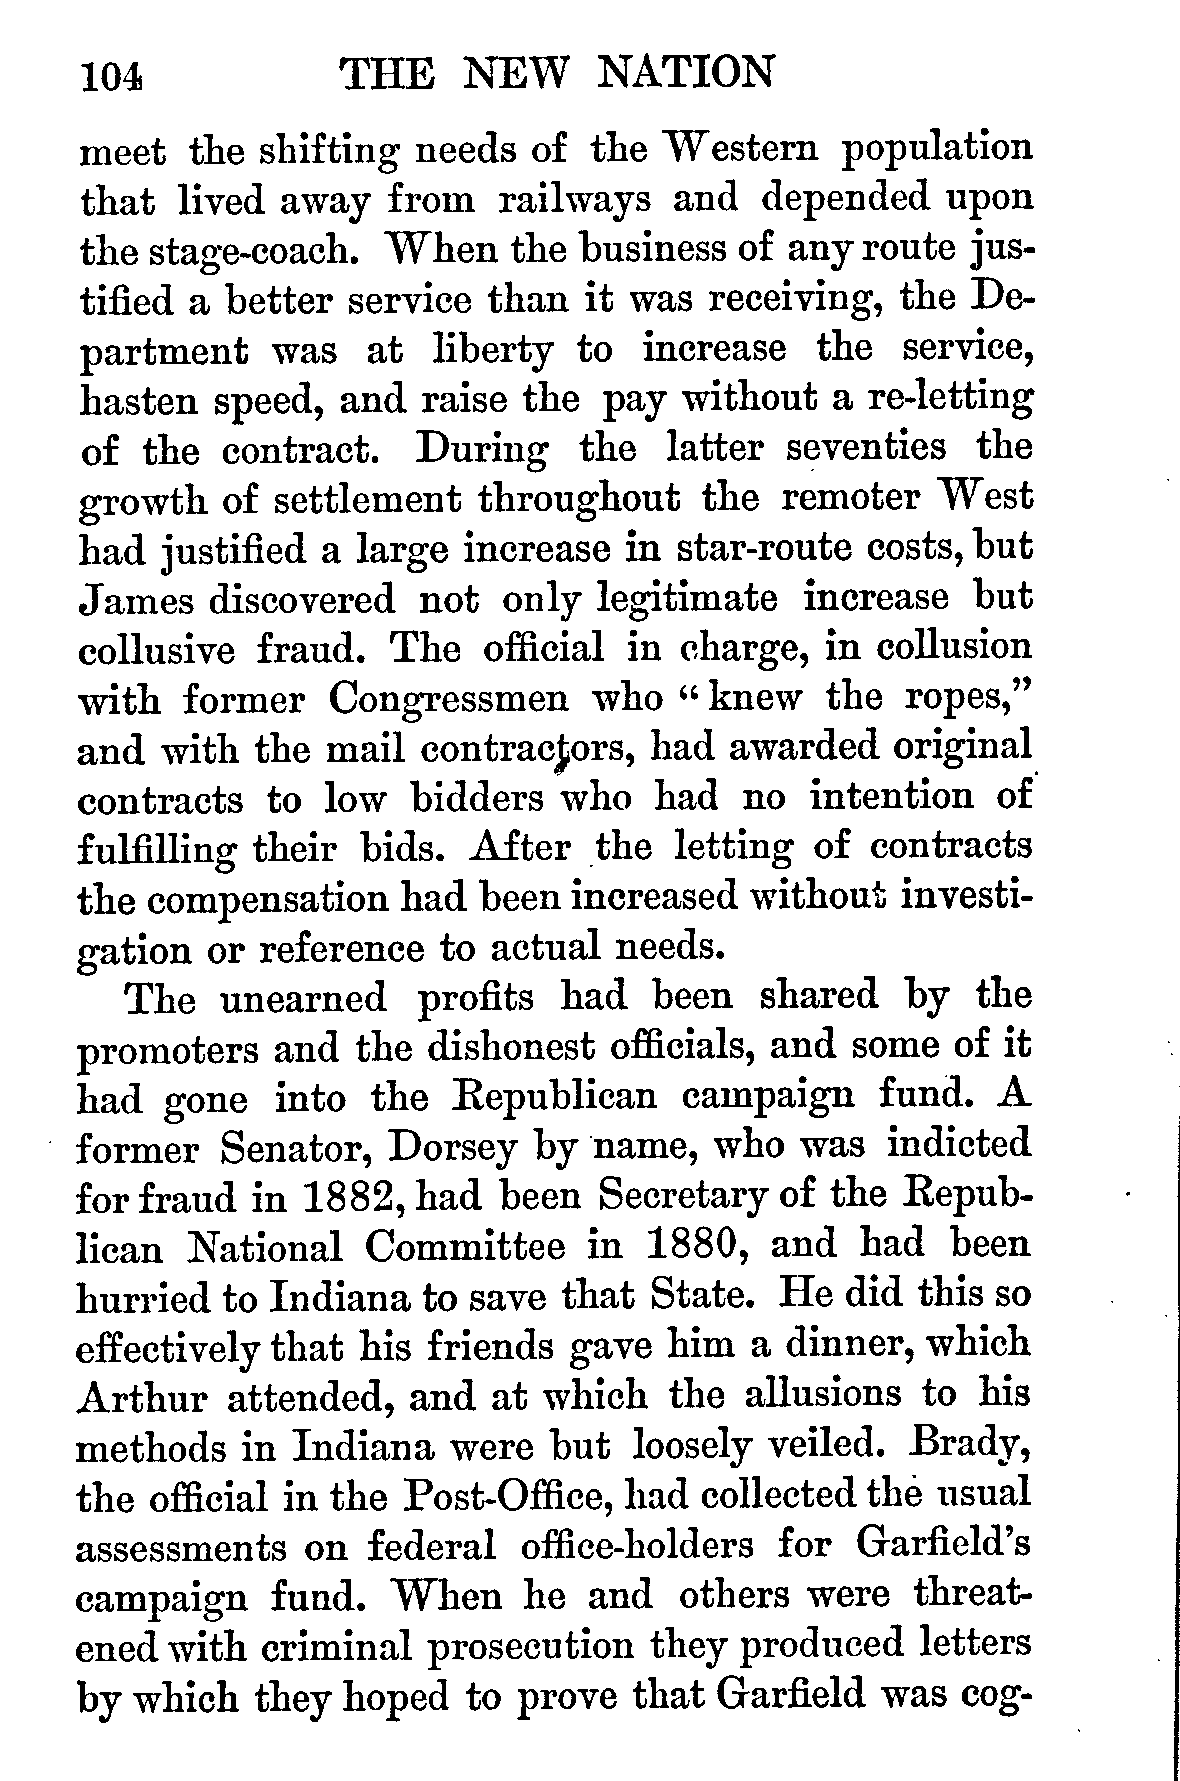 104 THE NEW NATION
meet the shifting needs of the Western population
that lived away from railways and depended upon
the stage-coach. When the business of any route jus-
tified a better service than it was receiving, the De-
partment was at liberty to increase the service,
hasten speed, and raise the pay without a re-letting
of the contract. During the latter seventies the
growth of settlement throughout the remoter West
had justified a large increase in star-route costs, but
James discovered not only legitimate increase but
collusive fraud. The official in charge, in collusion
with former Congressmen who “knew the ropes,”
and with the mail contractors, had awarded original
contracts to low bidders who had no intention of
fulfilling their bids. After the letting of contracts
the compensation had been increased without investi-
gation or reference to actual needs.
The unearned profits had been shared by the
promoters and the dishonest officials, and some of it
had gone into the Republican campaign fund. A
former Senator, Dorsey by name, who was indicted
for fraud in 1882, had been Secretary of the Repub-
lican National Committee in 1880, and had been
hurried to Indiana to save that State. He did this so
effectively that his friends gave him a dinner, which
Arthur attended, and at which the allusions to his
methods in Indiana were but loosely veiled. Brady,
the official in the Post-Office, had collected the usual
assessments on federal office-holders for Garfield’s
campaign fund. When he and others were threat-
ened with criminal prosecution they produced letters
by which they hoped to prove that Garfield was cog-